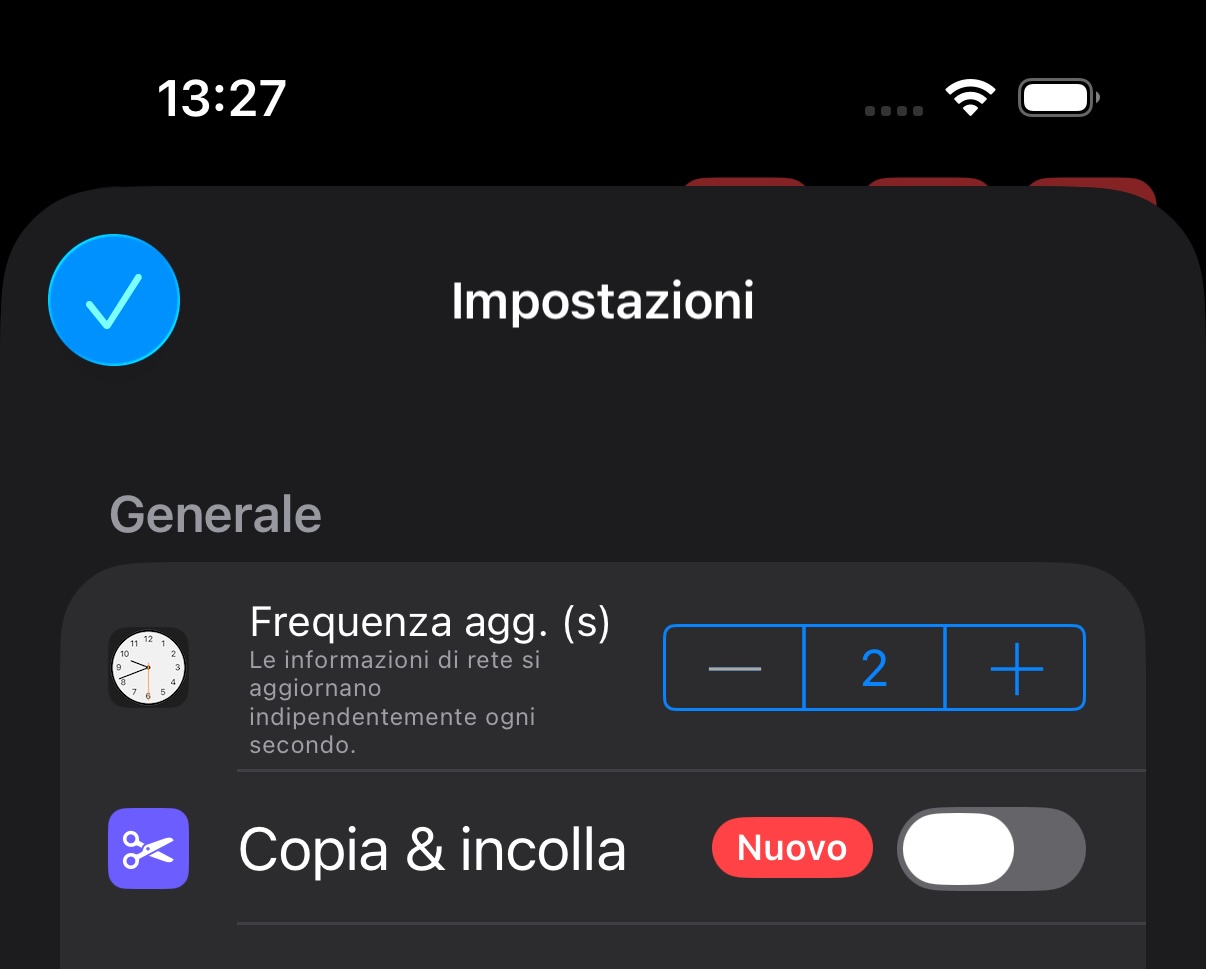 13:27
Impostazioni
Generale
Frequenza agg. (s)
Le informazioni di rete si
aggiornano
indipendentemente ogni
secondo.
2
Copia & incolla
Nuovo